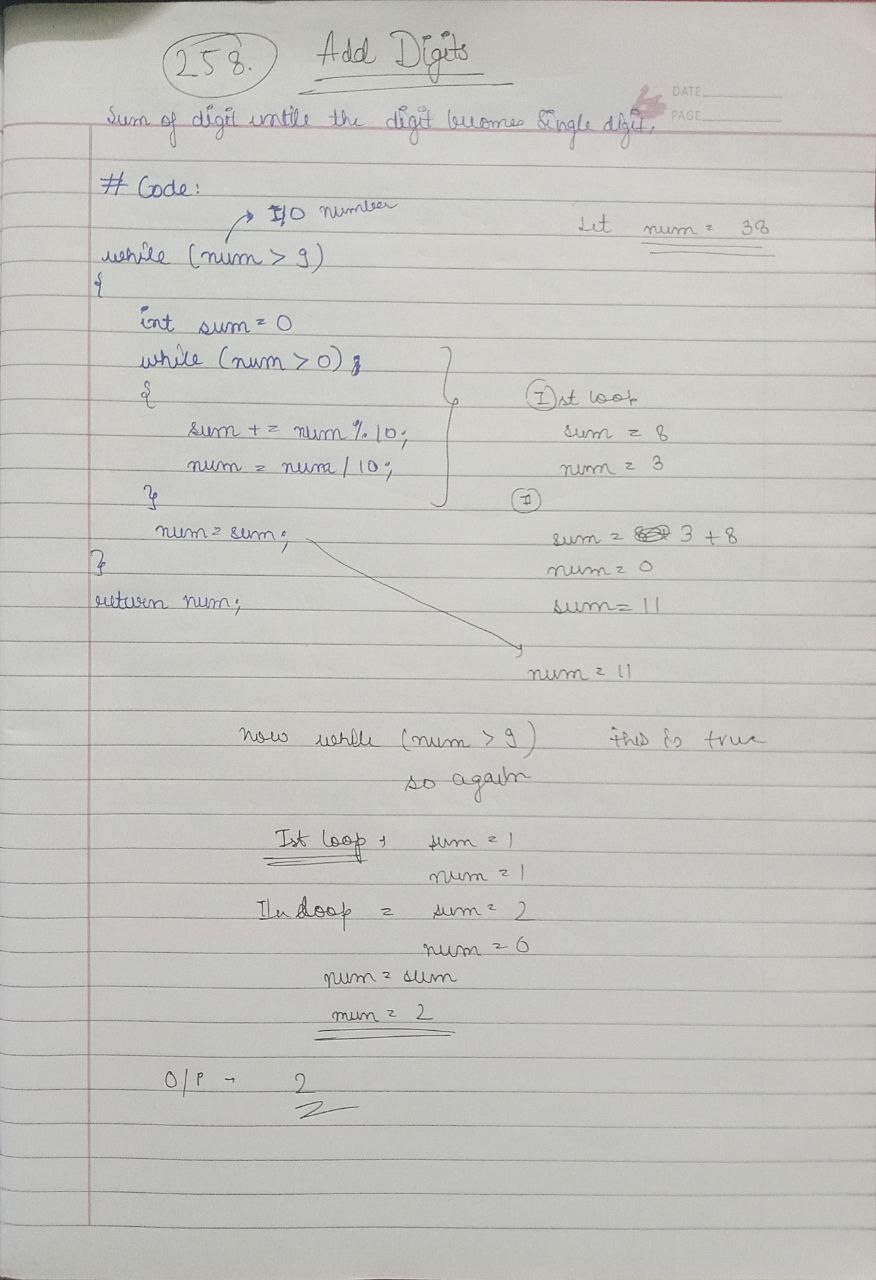 258. Add Digits
DATE
PAGE
Sum of digit untile the digit becomes Single digit.
# Code:
I/O number
Let num = 38
while (num > 9)
{
int sum = 0
while (num > 0)
{
sum += num % 10;
num = num / 10;
}
num = sum;
}
return num;
Ist loop
sum = 8
num = 3
II
sum = 3 + 8
num = 0
sum = 11
num = 11
now while (num > 9) this is true
so again
Ist loop → sum = 1
num = 1
loop = sum = 2
num = 0
num = sum
num = 2
O/P → 2